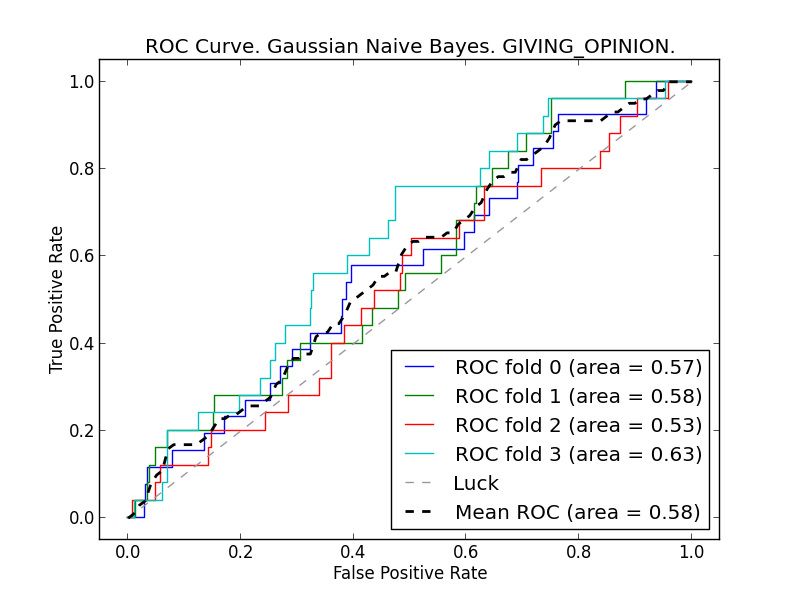 ROC Curve. Gaussian Naive Bayes. GIVING_OPINION.
True Positive Rate
1.0
0.8
0.6
0.4
0.2
0.0
ROC fold 0 (area = 0.57)
ROC fold 1 (area = 0.58)
ROC fold 2 (area = 0.53)
ROC fold 3 (area = 0.63)
Luck
Mean ROC (area = 0.58)
0.0 0.2 0.4 0.6 0.8 1.0
False Positive Rate